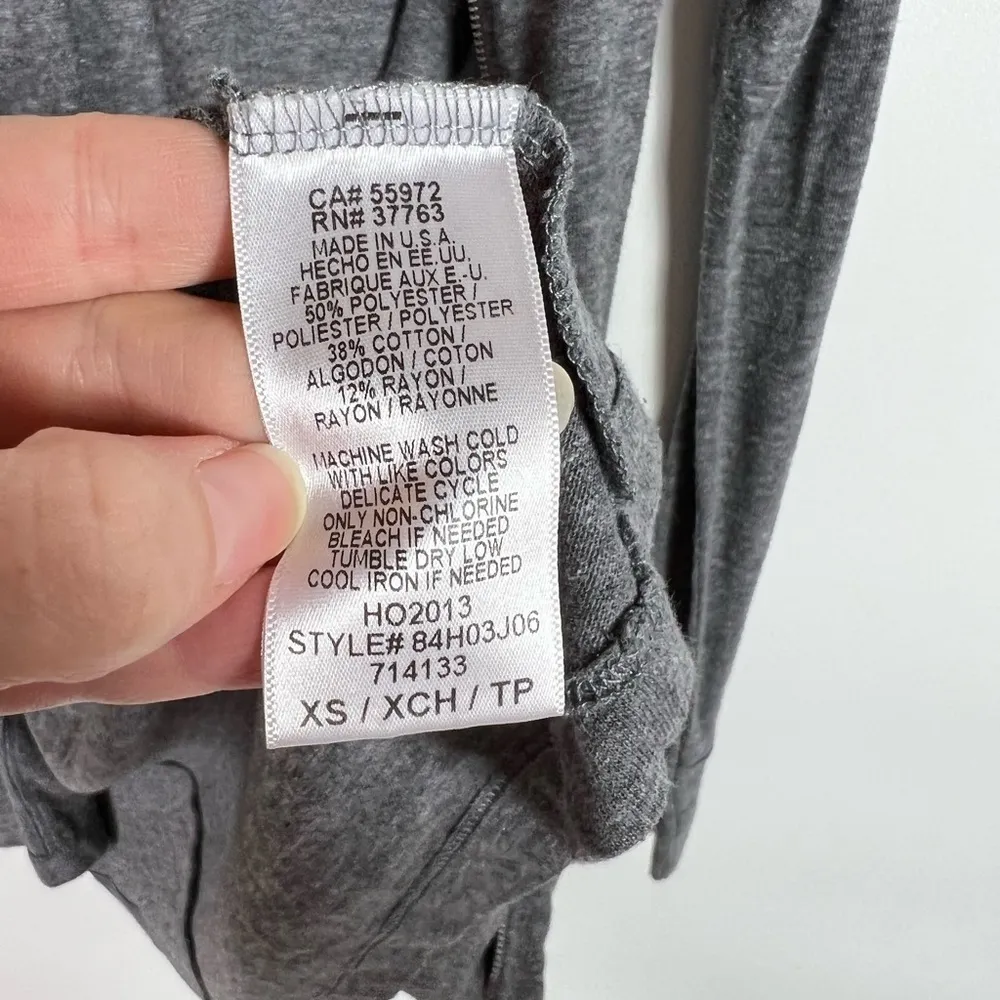 CA# 55972
RN# 37763
MADE IN U.S.A.
HECHO EN EE.UU.
FABRIQUE AUX E.-U.
50% POLYESTER /
POLIESTER / POLYESTER
38% COTTON /
ALGODON / COTON
12% RAYON /
RAYON / RAYONNE
MACHINE WASH COLD
WITH LIKE COLORS
DELICATE CYCLE
ONLY NON-CHLORINE
BLEACH IF NEEDED
TUMBLE DRY LOW
COOL IRON IF NEEDED
HO2013
STYLE# 84H03J06
714133
XS / XCH / TP